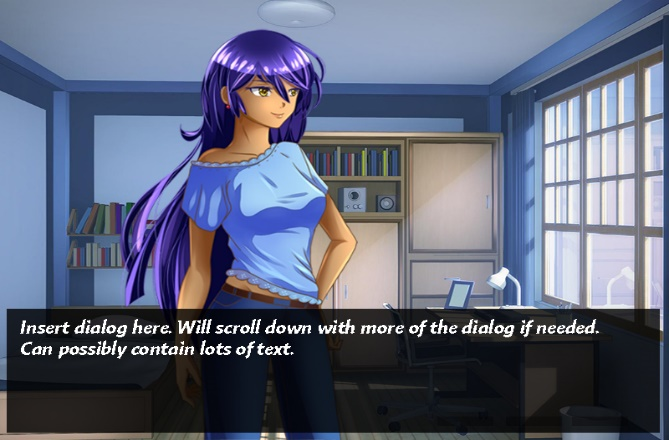 Insert dialog here. Will scroll down with more of the dialog if needed.
Can possibly contain lots of text.